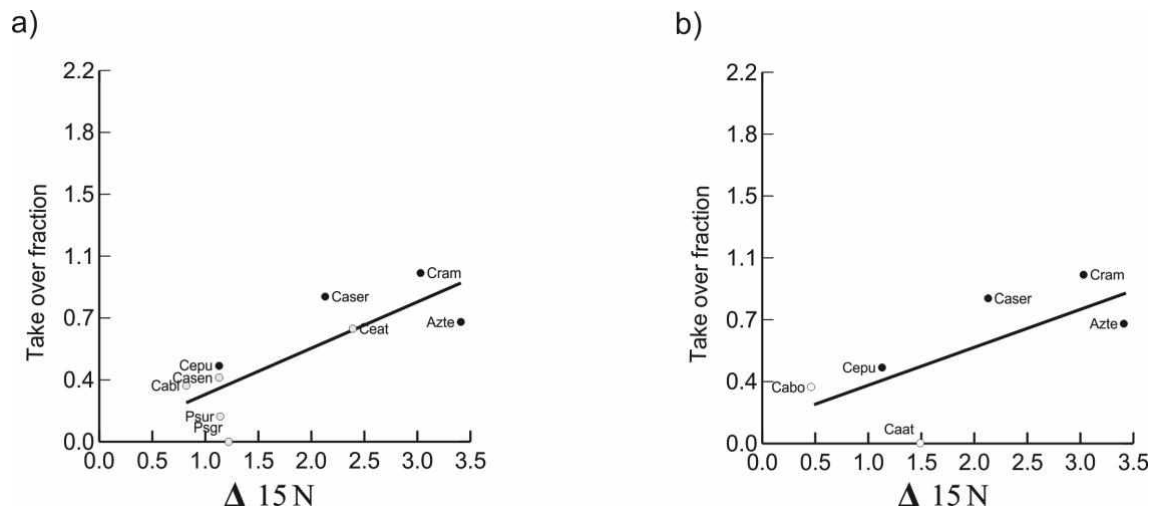 a)
2.2
1.8
1.5
1.1
0.7
0.4
0.0
Take over fraction
Cram
Caser
Ceat
Azte
Cepu
Casen
Cabl
Psur
Psgr
0.0 0.5 1.0 1.5 2.0 2.5 3.0 3.5
Δ 15 N
b)
2.2
1.8
1.5
1.1
0.7
0.4
0.0
Take over fraction
Cram
Caser
Azte
Cepu
Cabo
Caat
0.0 0.5 1.0 1.5 2.0 2.5 3.0 3.5
Δ 15 N